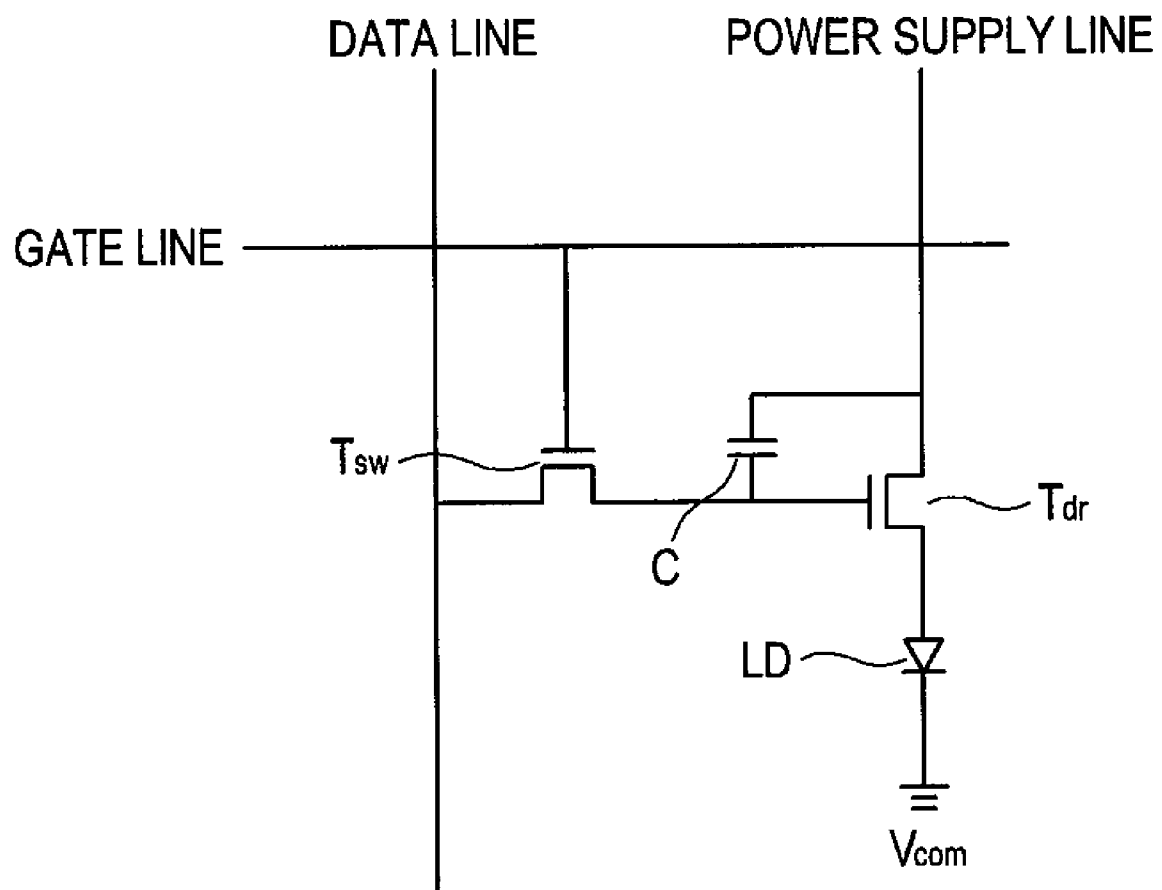 DATA LINE
POWER SUPPLY LINE
GATE LINE
Tsw
C
Tdr
LD
Vcom